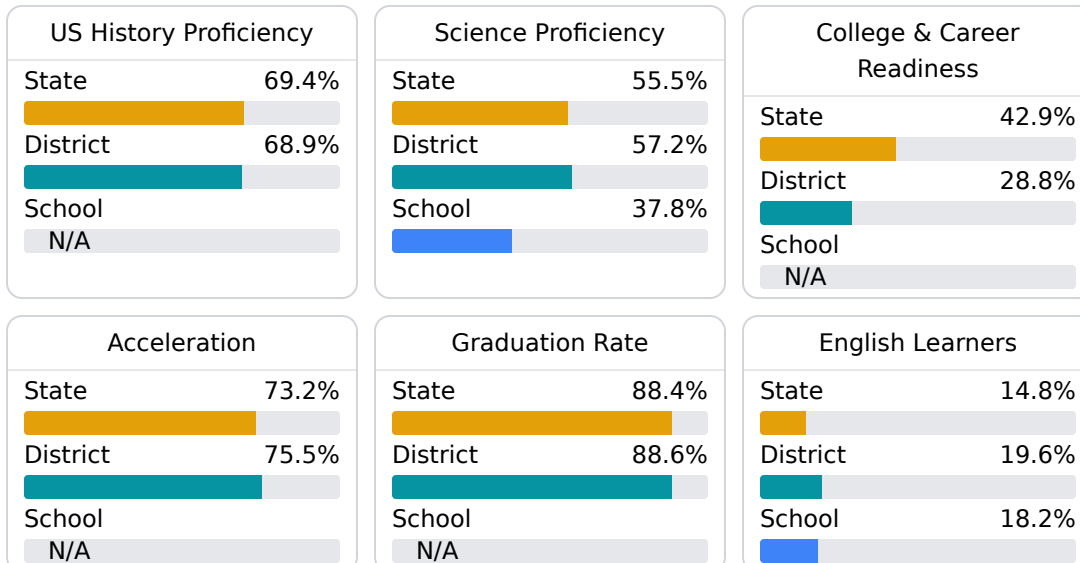 US History Proficiency
State 69.4%
District 68.9%
School
N/A
Science Proficiency
State 55.5%
District 57.2%
School 37.8%
College & Career
Readiness
State 42.9%
District 28.8%
School
N/A
Acceleration
State 73.2%
District 75.5%
School
N/A
Graduation Rate
State 88.4%
District 88.6%
School
N/A
English Learners
State 14.8%
District 19.6%
School 18.2%